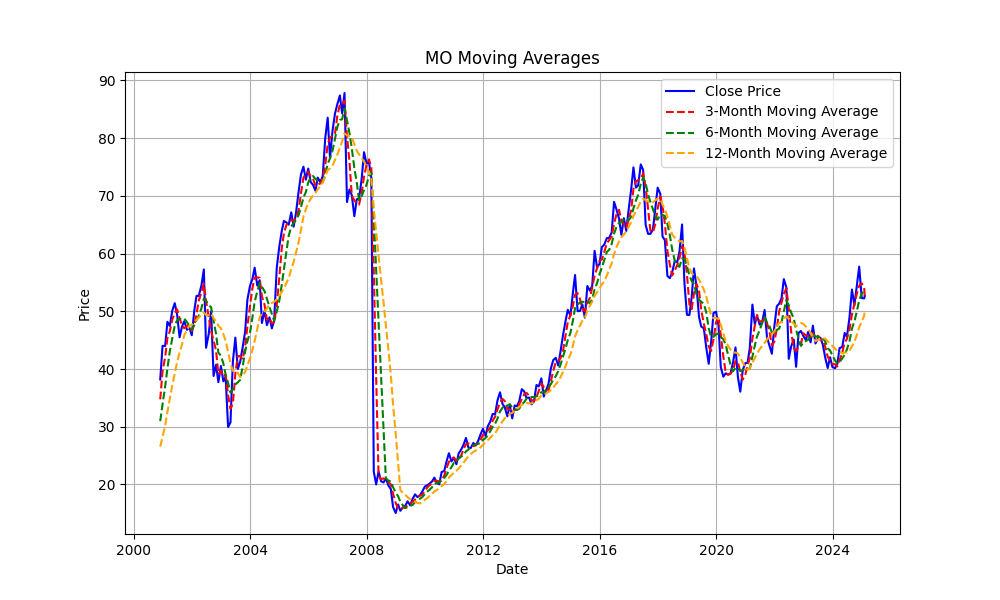 MO Moving Averages
Close Price
3-Month Moving Average
6-Month Moving Average
12-Month Moving Average
Price
90
80
70
60
50
40
30
20
2000
2004
2008
2012
2016
2020
2024
Date